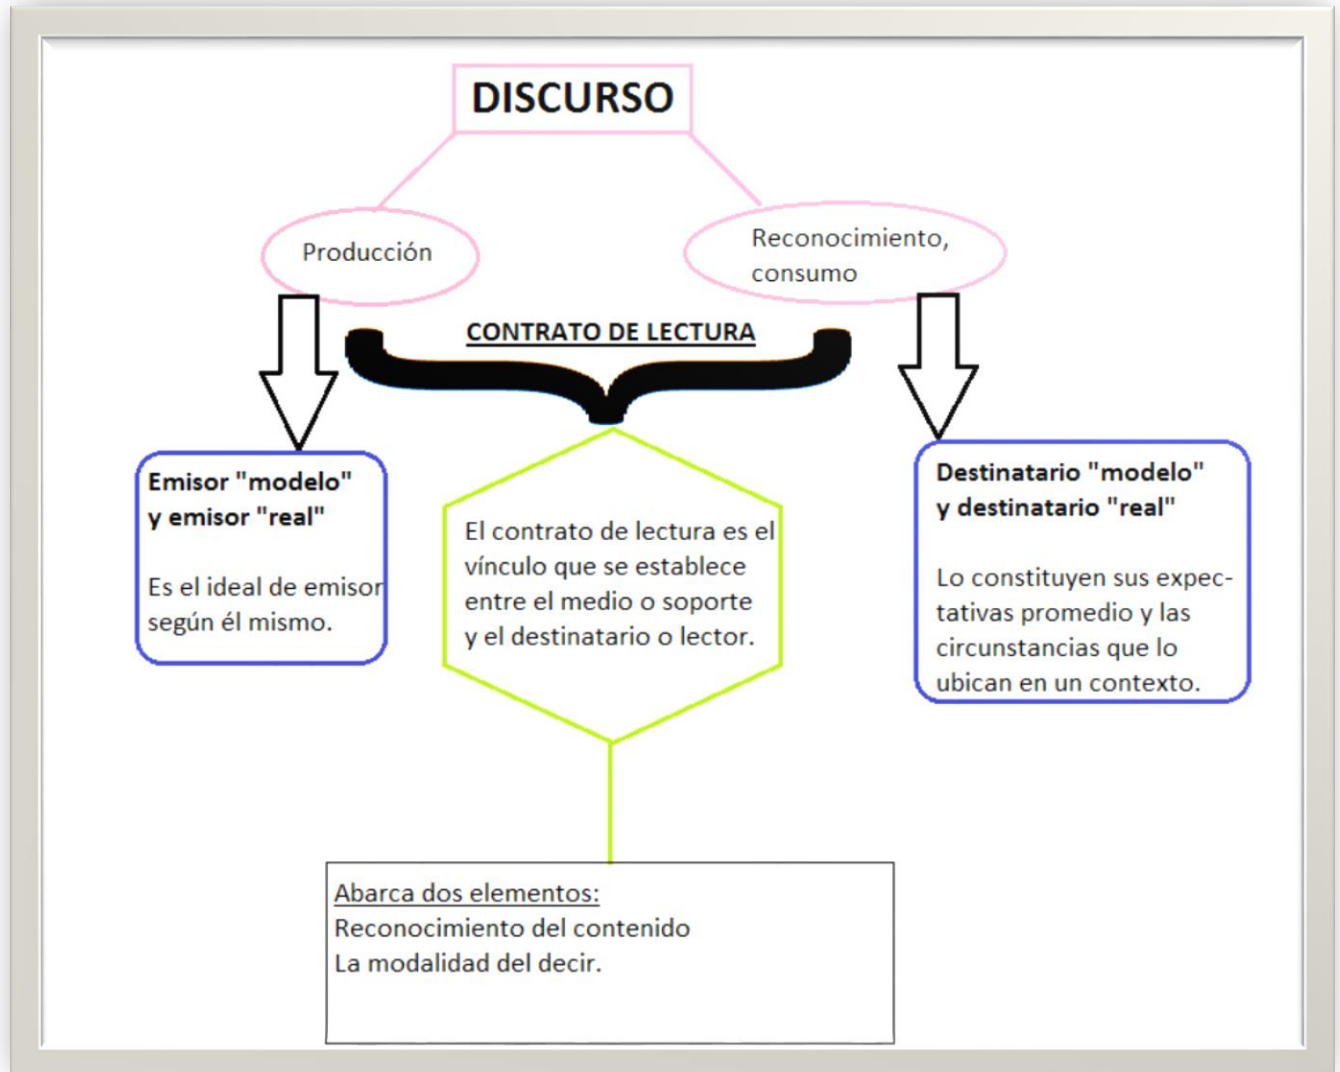 DISCURSO
Producción
Reconocimiento,
consumo
CONTRATO DE LECTURA
Emisor "modelo"
y emisor "real"
Es el ideal de emisor
según él mismo.
El contrato de lectura es el
vínculo que se establece
entre el medio o soporte
y el destinatario o lector.
Destinatario "modelo"
y destinatario "real"
Lo constituyen sus expec-
tativas promedio y las
circunstancias que lo
ubican en un contexto.
Abarca dos elementos:
Reconocimiento del contenido
La modalidad del decir.